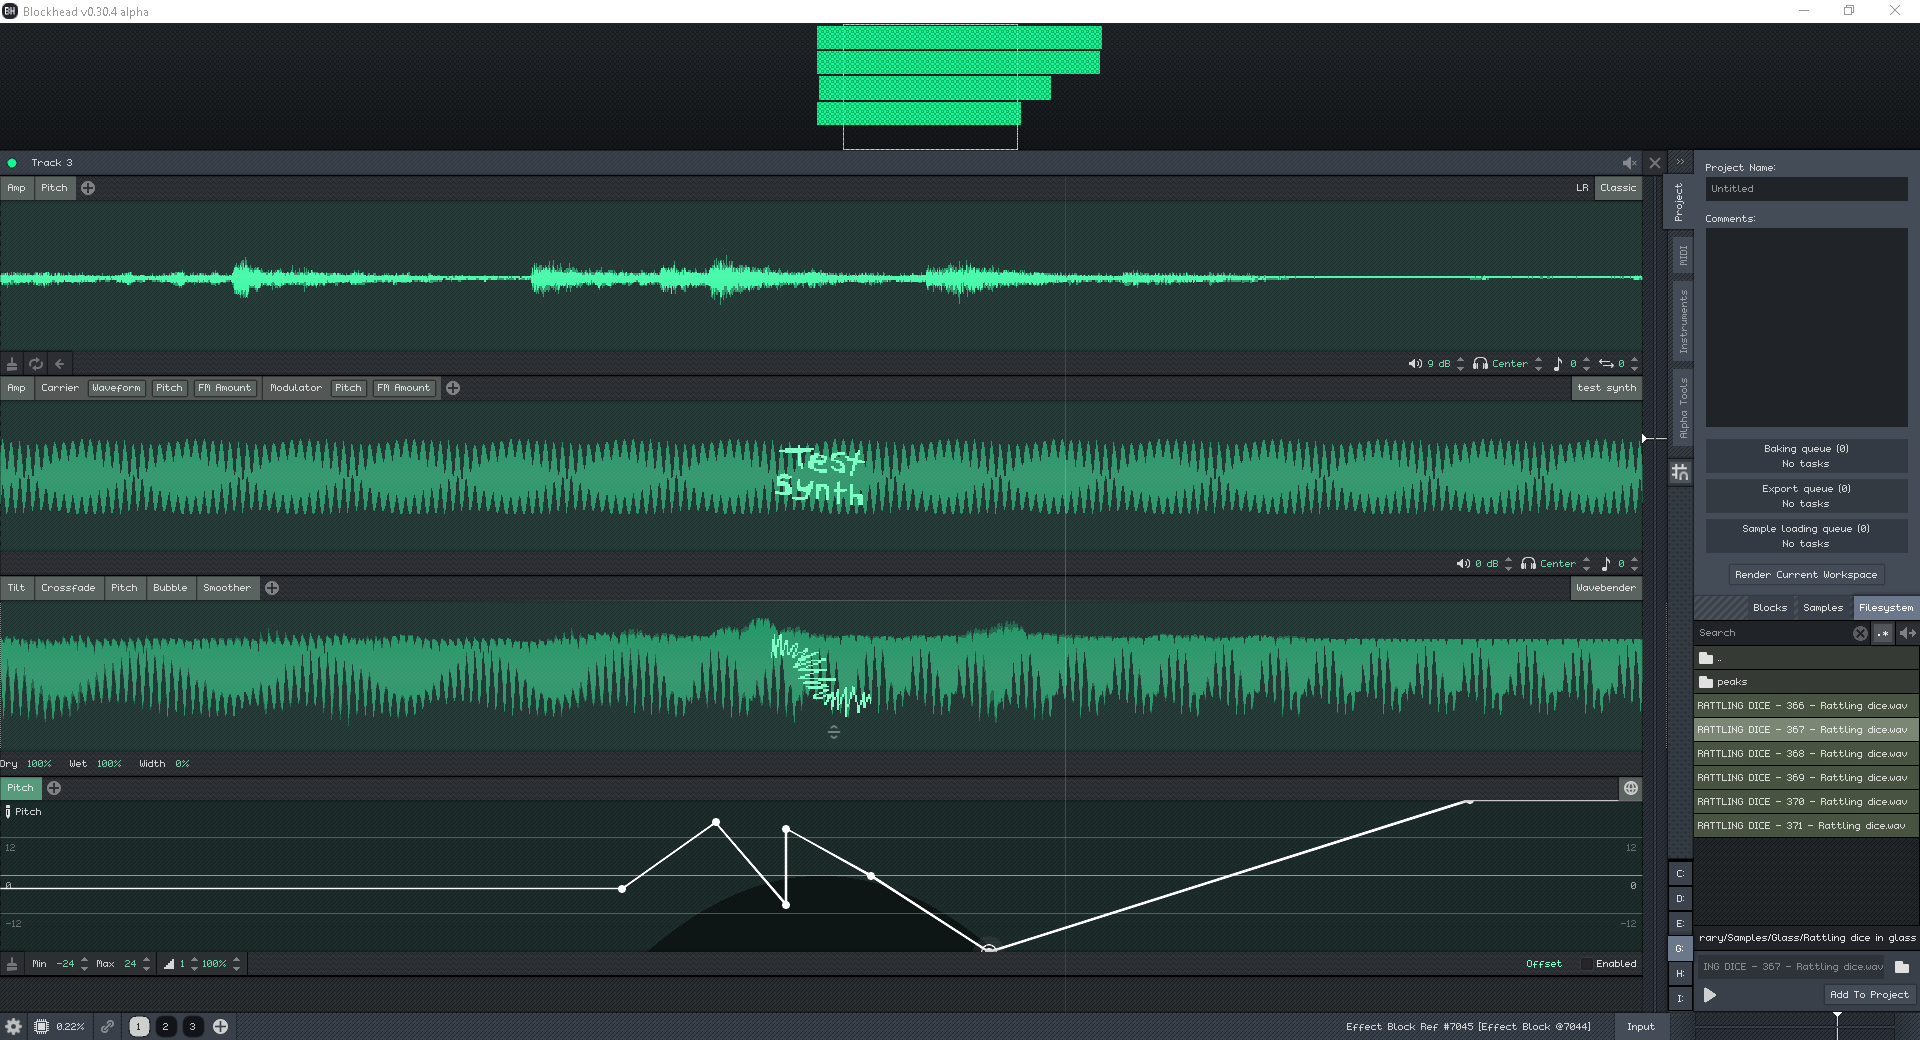 BH Blockhead v0.30.4 alpha
Track 3
Amp Pitch LR Classic
9 dB Center 0 0
Amp Carrier Waveform Pitch FM Amount Modulator Pitch FM Amount test synth
Test
Synth
0 dB Center 0
Tilt Crossfade Pitch Bubble Smoother Wavebender
Dry 100% Wet 100% Width 0%
Pitch
Pitch
12 12
0 0
-12 -12
Min -24 Max 24 1 100% Offset Enabled
0.22% 1 2 3 Effect Block Ref #7045 [Effect Block @7044] Input
Project
MIDI
Instruments
Alpha Tools
C:
D:
E:
G:
H:
I:
Project Name:
Untitled
Comments:
Baking queue (0)
No tasks
Export queue (0)
No tasks
Sample loading queue (0)
No tasks
Render Current Workspace
Blocks Samples Filesystem
Search .*
..
peaks
RATTLING DICE - 366 - Rattling dice.wav
RATTLING DICE - 367 - Rattling dice.wav
RATTLING DICE - 368 - Rattling dice.wav
RATTLING DICE - 369 - Rattling dice.wav
RATTLING DICE - 370 - Rattling dice.wav
RATTLING DICE - 371 - Rattling dice.wav
rary/Samples/Glass/Rattling dice in glass
ING DICE - 367 - Rattling dice.wav
Add To Project